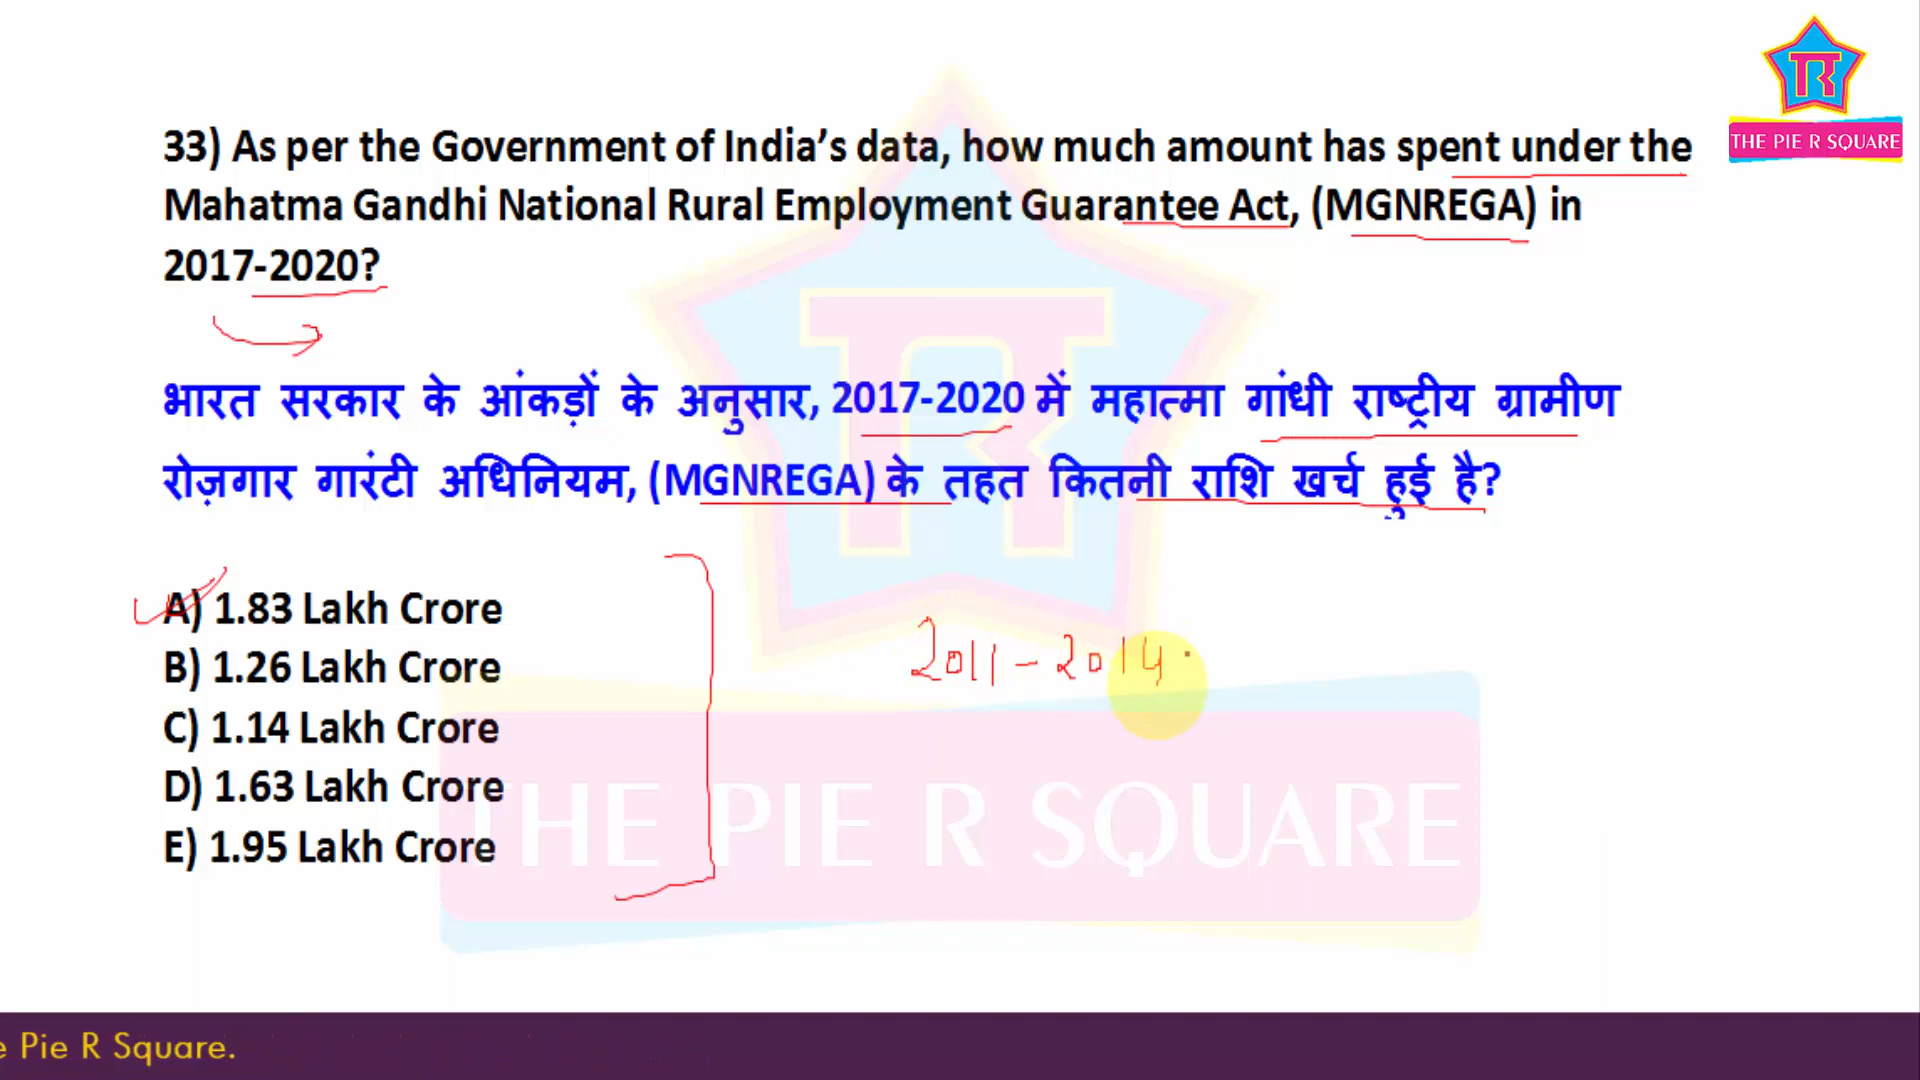 THE PIE R SQUARE
33) As per the Government of India’s data, how much amount has spent under the
Mahatma Gandhi National Rural Employment Guarantee Act, (MGNREGA) in
2017-2020?
भारत सरकार के आंकड़ों के अनुसार, 2017-2020 में महात्मा गांधी राष्ट्रीय ग्रामीण
रोज़गार गारंटी अधिनियम, (MGNREGA) के तहत कितनी राशि खर्च हुई है?
A) 1.83 Lakh Crore
B) 1.26 Lakh Crore
C) 1.14 Lakh Crore
D) 1.63 Lakh Crore
E) 1.95 Lakh Crore
2011-2014
THE PIE R SQUARE
e Pie R Square.